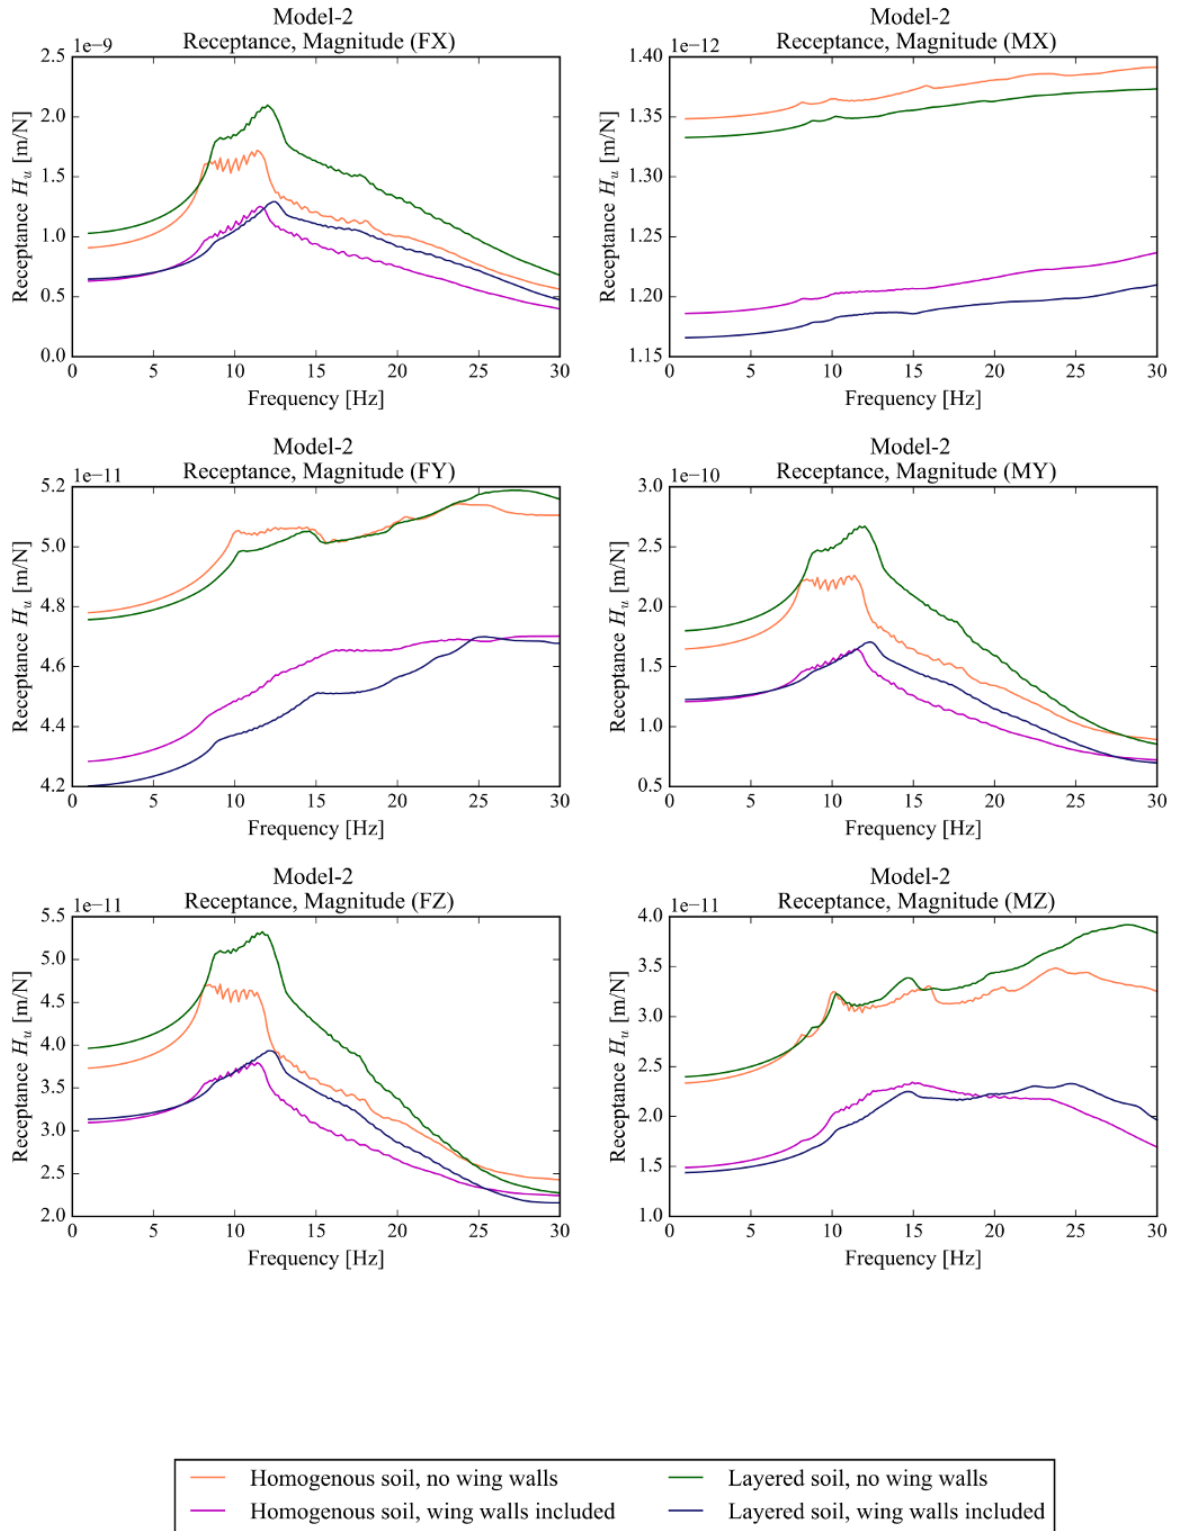 Model-2
Receptance, Magnitude (FX)
1e−9
2.5
2.0
1.5
1.0
0.5
0.0
Receptance H_u [m/N]
0 5 10 15 20 25 30
Frequency [Hz]
Model-2
Receptance, Magnitude (MX)
1e−12
1.40
1.35
1.30
1.25
1.20
1.15
Receptance H_u [m/N]
0 5 10 15 20 25 30
Frequency [Hz]
Model-2
Receptance, Magnitude (FY)
1e−11
5.2
5.0
4.8
4.6
4.4
4.2
Receptance H_u [m/N]
0 5 10 15 20 25 30
Frequency [Hz]
Model-2
Receptance, Magnitude (MY)
1e−10
3.0
2.5
2.0
1.5
1.0
0.5
Receptance H_u [m/N]
0 5 10 15 20 25 30
Frequency [Hz]
Model-2
Receptance, Magnitude (FZ)
1e−11
5.5
5.0
4.5
4.0
3.5
3.0
2.5
2.0
Receptance H_u [m/N]
0 5 10 15 20 25 30
Frequency [Hz]
Model-2
Receptance, Magnitude (MZ)
1e−11
4.0
3.5
3.0
2.5
2.0
1.5
1.0
Receptance H_u [m/N]
0 5 10 15 20 25 30
Frequency [Hz]
Homogenous soil, no wing walls
Homogenous soil, wing walls included
Layered soil, no wing walls
Layered soil, wing walls included